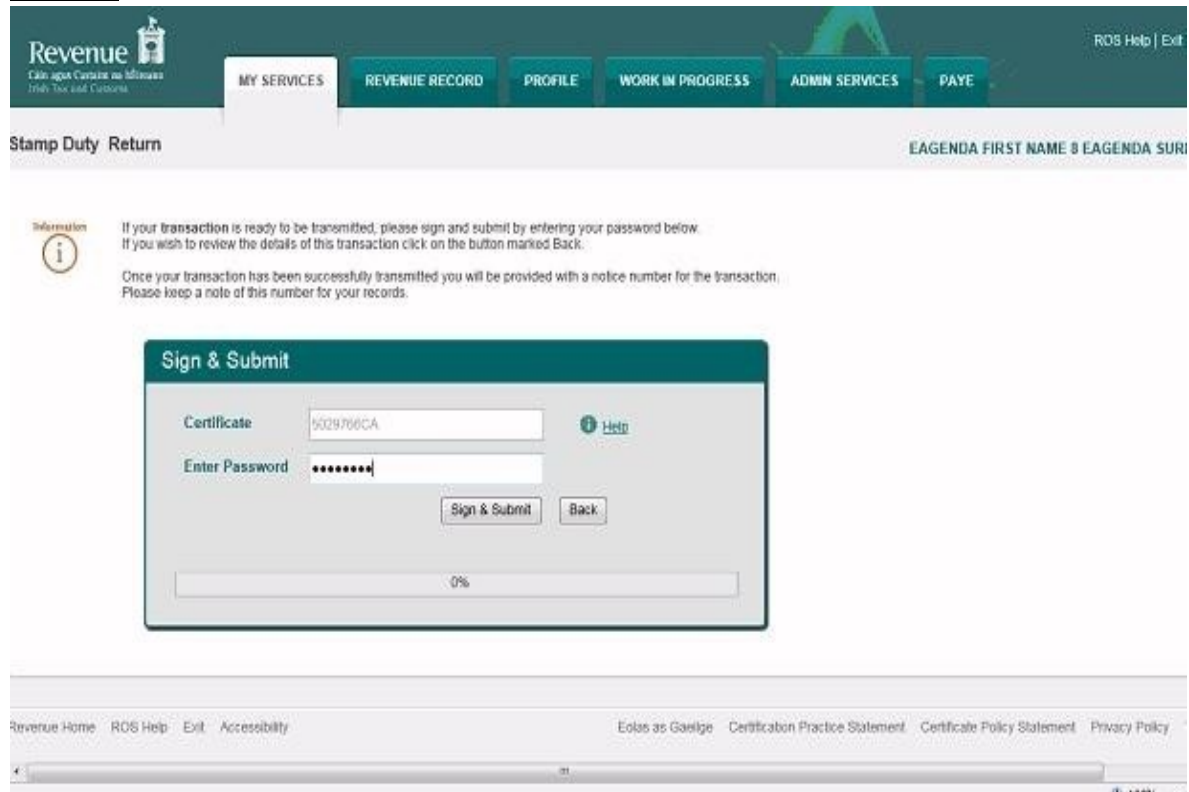 Revenue
Cáin agus Custaim na hÉireann
Irish Tax and Customs
ROS Help | Exit
MY SERVICES
REVENUE RECORD
PROFILE
WORK IN PROGRESS
ADMIN SERVICES
PAYE
Stamp Duty Return
EAGENDA FIRST NAME 8 EAGENDA SUR
Information
i
If your transaction is ready to be transmitted, please sign and submit by entering your password below.
If you wish to review the details of this transaction click on the button marked Back.
Once your transaction has been successfully transmitted you will be provided with a notice number for the transaction.
Please keep a note of this number for your records.
Sign & Submit
Certificate
5029766CA
Help
Enter Password
••••••••
Sign & Submit
Back
0%
Revenue Home ROS Help Exit Accessibility
Eolas as Gaeilge Certification Practice Statement Certificate Policy Statement Privacy Policy